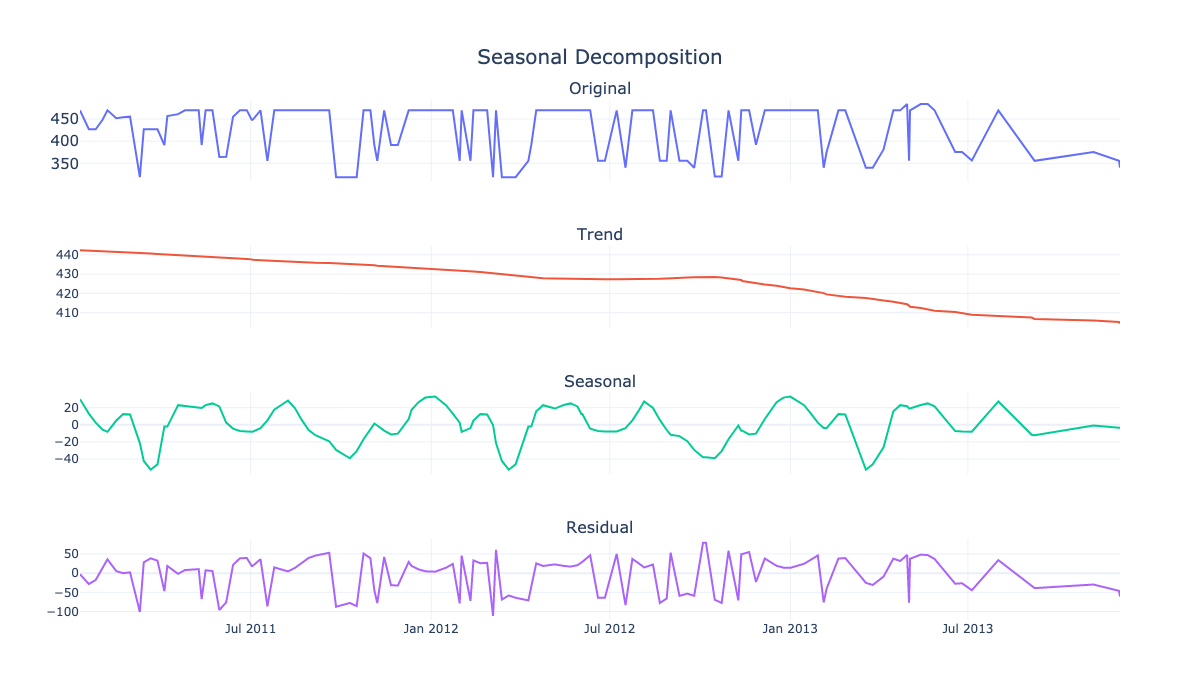 Seasonal Decomposition
Original
450
400
350
Trend
440
430
420
410
Seasonal
20
0
−20
−40
Residual
50
0
−50
−100
Jul 2011 Jan 2012 Jul 2012 Jan 2013 Jul 2013